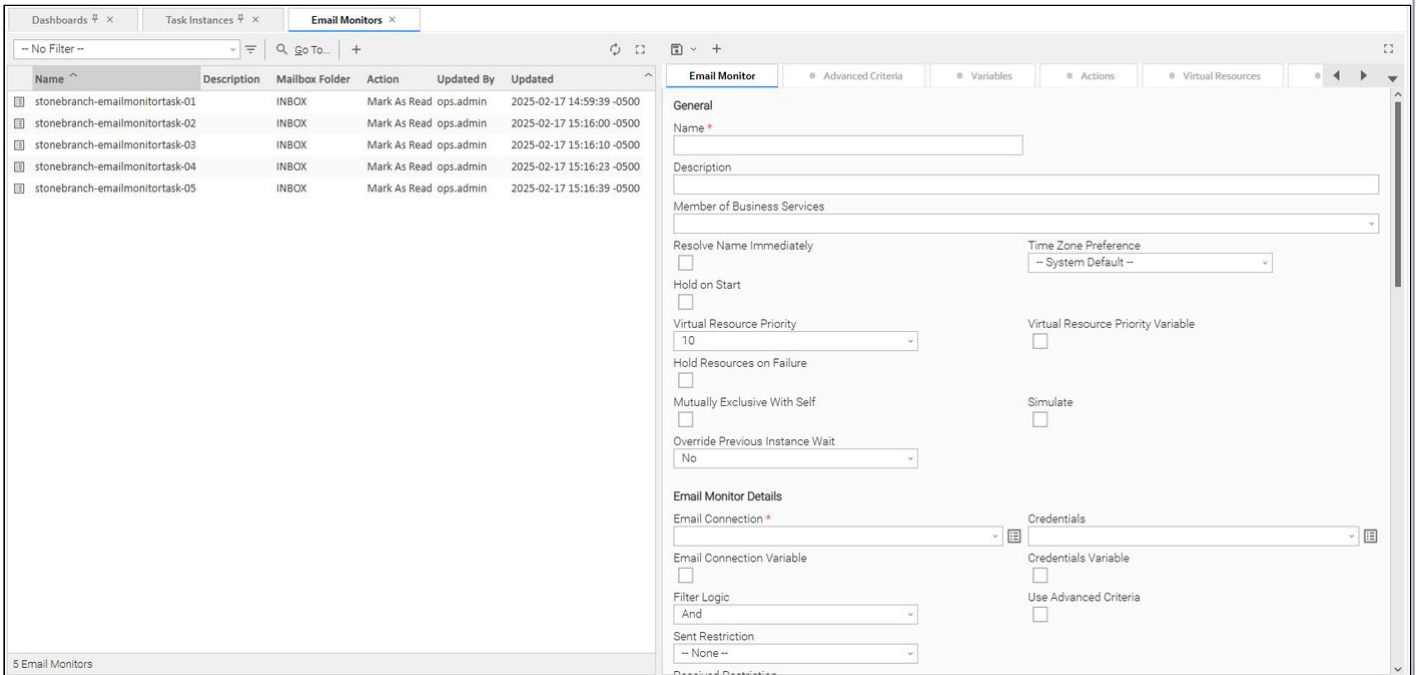 Dashboards
Task Instances
Email Monitors
-- No Filter --
Go To...
Name Description Mailbox Folder Action Updated By Updated
stonebranch-emailmonitortask-01 INBOX Mark As Read ops.admin 2025-02-17 14:59:39 -0500
stonebranch-emailmonitortask-02 INBOX Mark As Read ops.admin 2025-02-17 15:16:00 -0500
stonebranch-emailmonitortask-03 INBOX Mark As Read ops.admin 2025-02-17 15:16:10 -0500
stonebranch-emailmonitortask-04 INBOX Mark As Read ops.admin 2025-02-17 15:16:23 -0500
stonebranch-emailmonitortask-05 INBOX Mark As Read ops.admin 2025-02-17 15:16:39 -0500
5 Email Monitors
Email Monitor
Advanced Criteria
Variables
Actions
Virtual Resources
General
Name *
Description
Member of Business Services
Resolve Name Immediately
Time Zone Preference
-- System Default --
Hold on Start
Virtual Resource Priority
10
Virtual Resource Priority Variable
Hold Resources on Failure
Mutually Exclusive With Self
Simulate
Override Previous Instance Wait
No
Email Monitor Details
Email Connection *
Credentials
Email Connection Variable
Credentials Variable
Filter Logic
And
Use Advanced Criteria
Sent Restriction
-- None --
Received Restriction